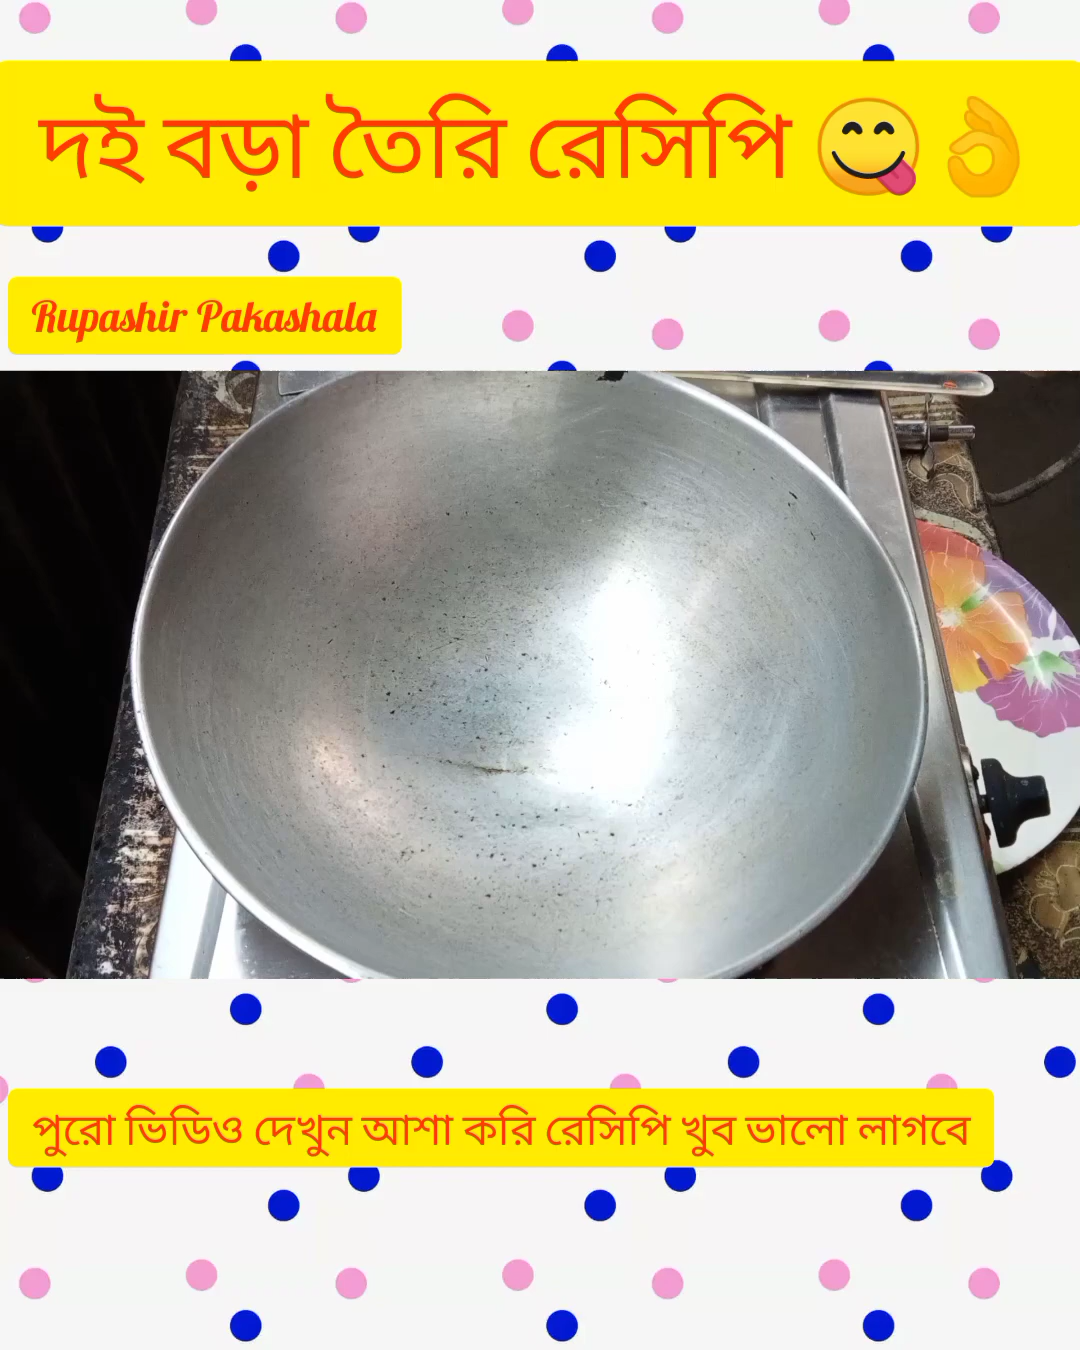 দই বড়া তৈরি রেসিপি 😋👌
Rupashir Pakashala
পুরো ভিডিও দেখুন আশা করি রেসিপি খুব ভালো লাগবে